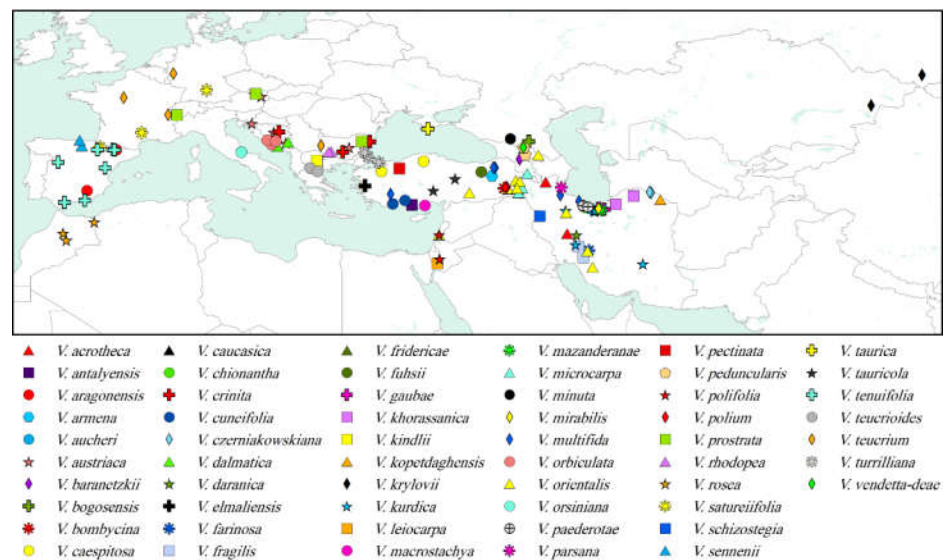 V. acrotheca
V. antalyensis
V. aragonensis
V. armena
V. aucheri
V. austriaca
V. baranetzkii
V. bogosensis
V. bombycina
V. caespitosa
V. caucasica
V. chionantha
V. crinita
V. cuneifolia
V. czerniakowskiana
V. dalmatica
V. daranica
V. elmaliensis
V. farinosa
V. fragilis
V. fridericae
V. fuhsii
V. gaubae
V. khorassanica
V. kindlii
V. kopetdaghensis
V. krylovii
V. kurdica
V. leiocarpa
V. macrostachya
V. mazanderanae
V. microcarpa
V. minuta
V. mirabilis
V. multifida
V. orbiculata
V. orientalis
V. orsiniana
V. paederotae
V. parsana
V. pectinata
V. peduncularis
V. polifolia
V. polium
V. prostrata
V. rhodopea
V. rosea
V. satureiifolia
V. schizostegia
V. sennenii
V. taurica
V. tauricola
V. tenuifolia
V. teucrioides
V. teucrium
V. turrilliana
V. vendetta-deae